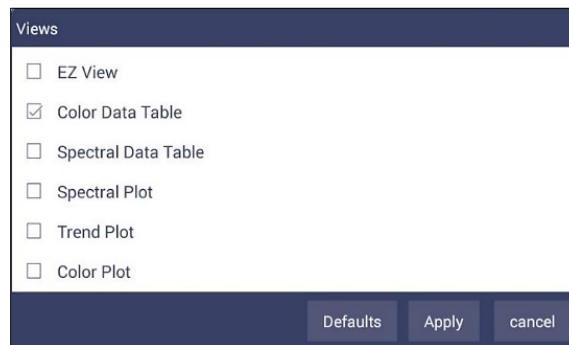 Views
EZ View
Color Data Table
Spectral Data Table
Spectral Plot
Trend Plot
Color Plot
Defaults Apply cancel